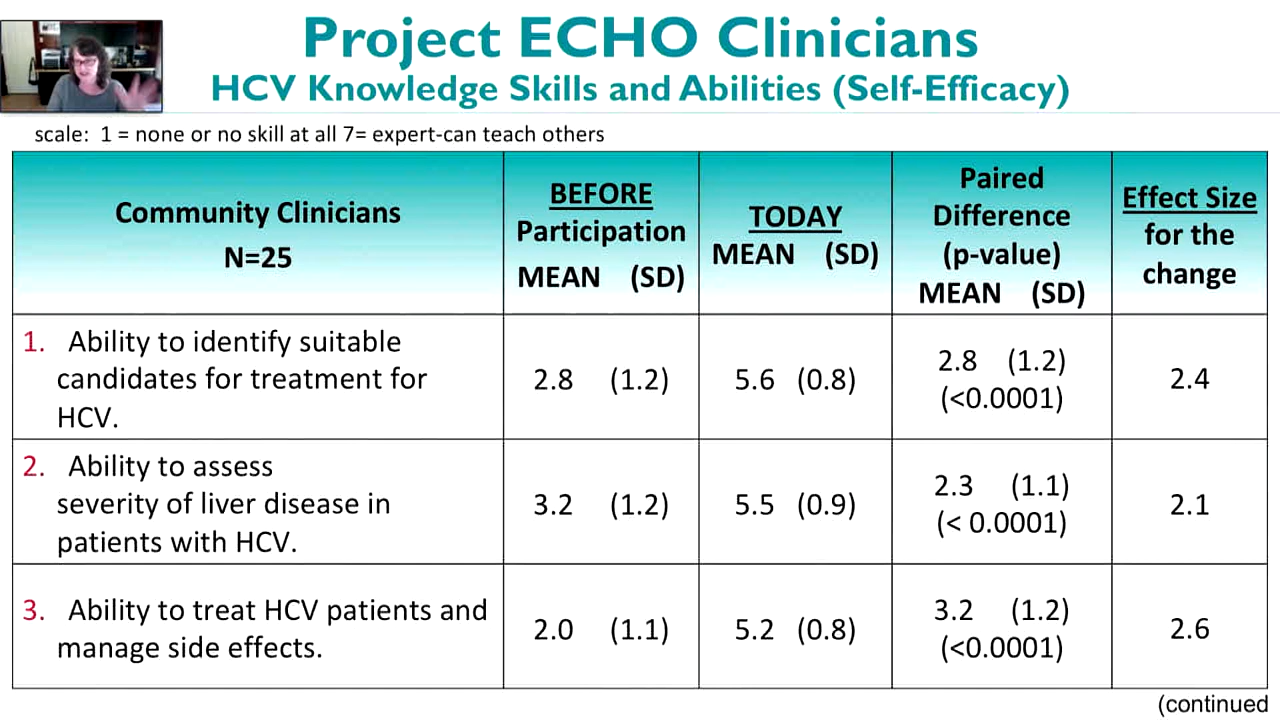 Project ECHO Clinicians
HCV Knowledge Skills and Abilities (Self-Efficacy)
scale: 1 = none or no skill at all 7= expert-can teach others
Community Clinicians
N=25
BEFORE
Participation
MEAN (SD)
TODAY
MEAN (SD)
Paired
Difference
(p-value)
MEAN (SD)
Effect Size
for the
change
1. Ability to identify suitable
candidates for treatment for
HCV.
2.8 (1.2)
5.6 (0.8)
2.8 (1.2)
(<0.0001)
2.4
2. Ability to assess
severity of liver disease in
patients with HCV.
3.2 (1.2)
5.5 (0.9)
2.3 (1.1)
(< 0.0001)
2.1
3. Ability to treat HCV patients and
manage side effects.
2.0 (1.1)
5.2 (0.8)
3.2 (1.2)
(<0.0001)
2.6
(continued